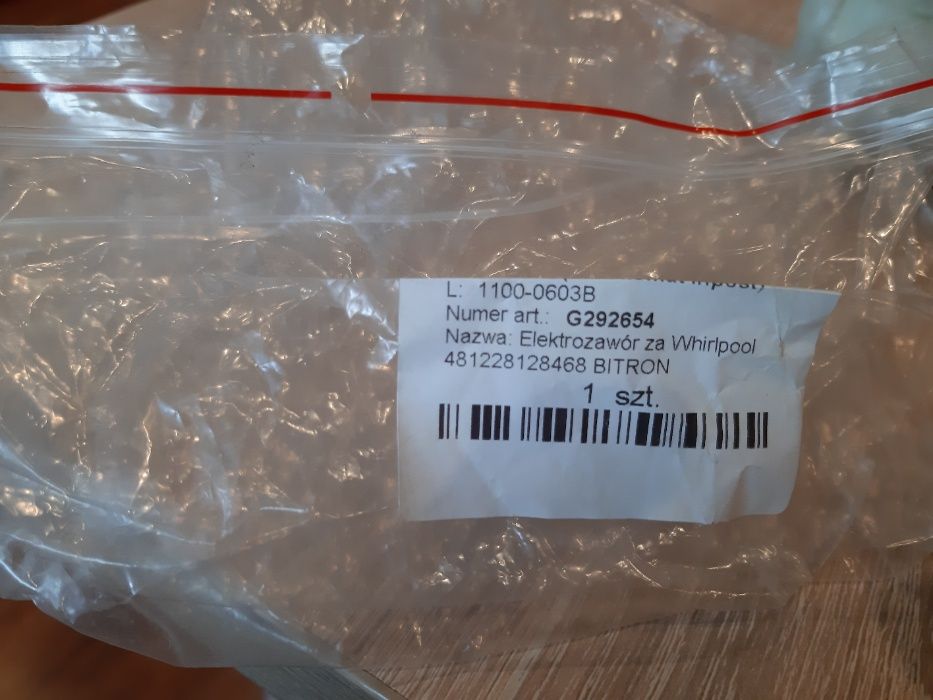 L: 1100-0603B
Numer art.: G292654
Nazwa: Elektrozawór za Whirlpool
481228128468 BITRON
1 szt.